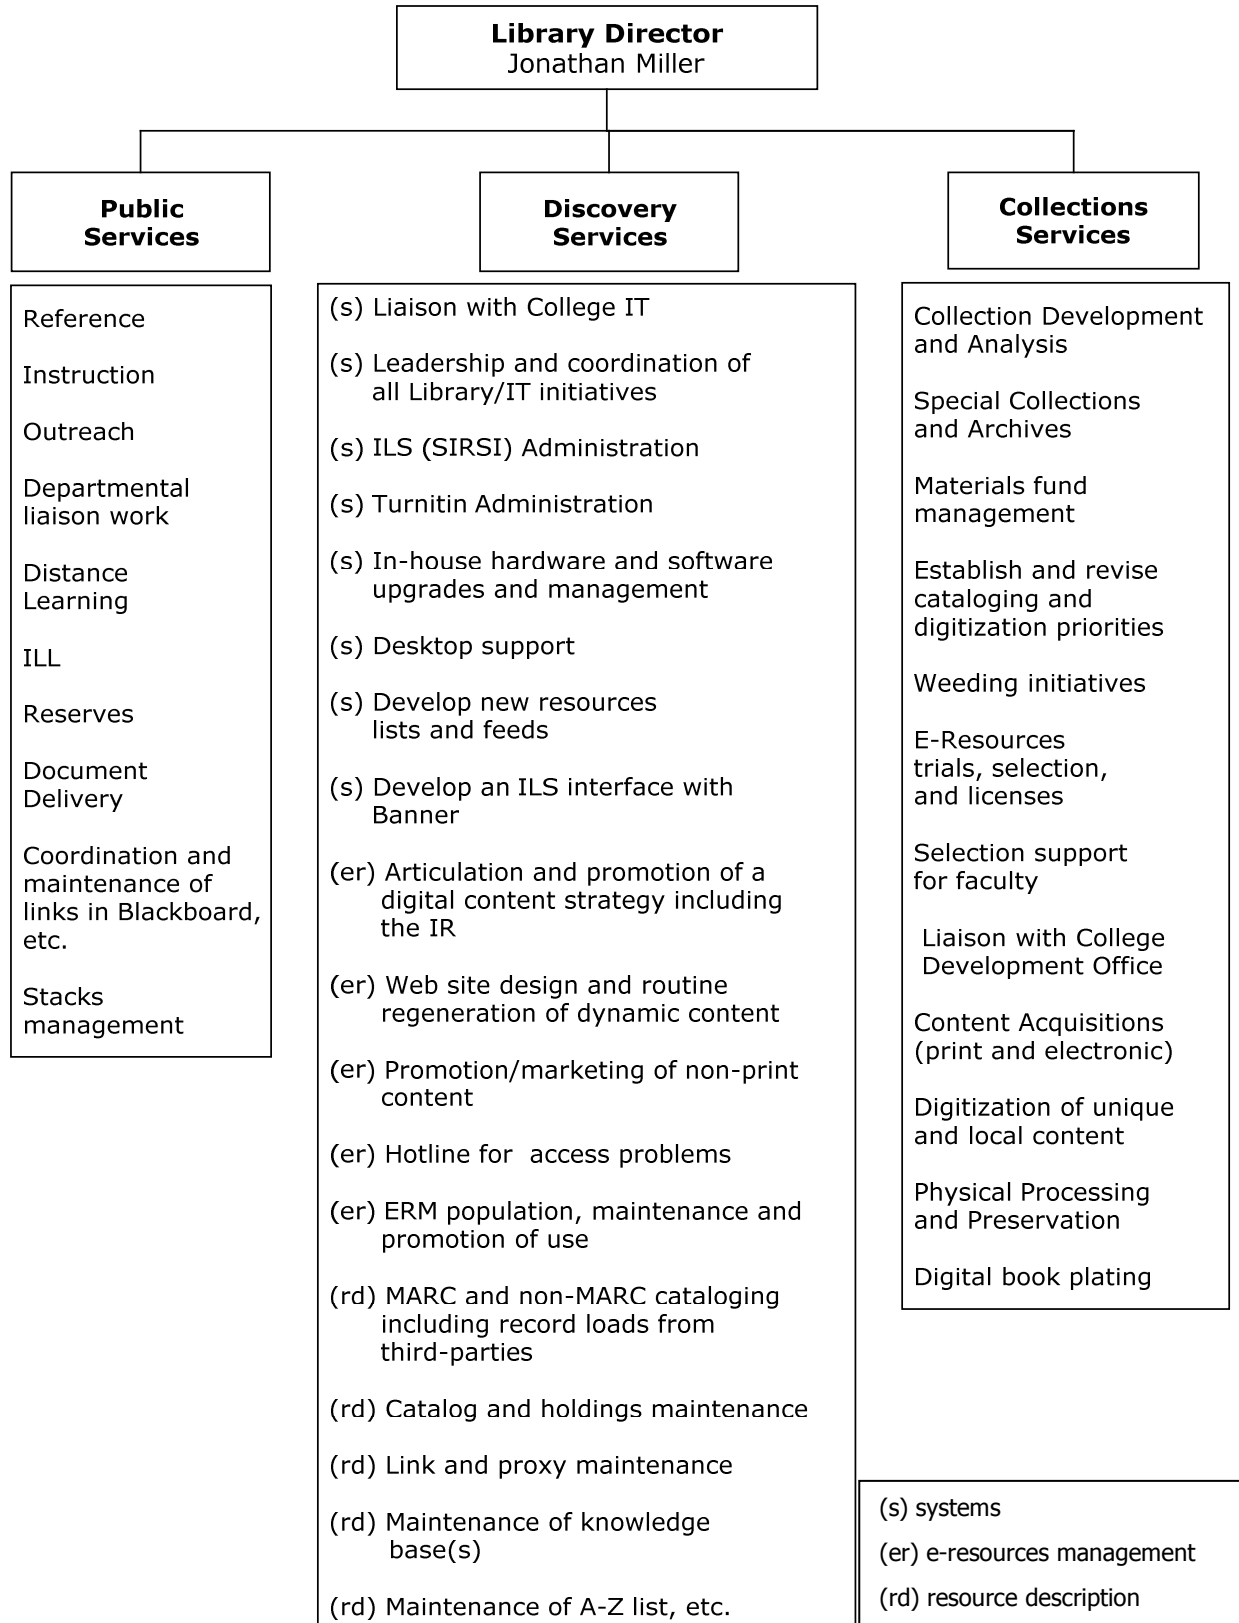 Library Director
Jonathan Miller
Public
Services
Discovery
Services
Collections
Services
Reference
Instruction
Outreach
Departmental
liaison work
Distance
Learning
ILL
Reserves
Document
Delivery
Coordination and
maintenance of
links in Blackboard,
etc.
Stacks
management
(s) Liaison with College IT
(s) Leadership and coordination of
all Library/IT initiatives
(s) ILS (SIRSI) Administration
(s) Turnitin Administration
(s) In-house hardware and software
upgrades and management
(s) Desktop support
(s) Develop new resources
lists and feeds
(s) Develop an ILS interface with
Banner
(er) Articulation and promotion of a
digital content strategy including
the IR
(er) Web site design and routine
regeneration of dynamic content
(er) Promotion/marketing of non-print
content
(er) Hotline for  access problems
(er) ERM population, maintenance and
promotion of use
(rd) MARC and non-MARC cataloging
including record loads from
third-parties
(rd) Catalog and holdings maintenance
(rd) Link and proxy maintenance
(rd) Maintenance of knowledge
base(s)
(rd) Maintenance of A-Z list, etc.
Collection Development
and Analysis
Special Collections
and Archives
Materials fund
management
Establish and revise
cataloging and
digitization priorities
Weeding initiatives
E-Resources
trials, selection,
and licenses
Selection support
for faculty
Liaison with College
Development Office
Content Acquisitions
(print and electronic)
Digitization of unique
and local content
Physical Processing
and Preservation
Digital book plating
(s) systems
(er) e-resources management
(rd) resource description